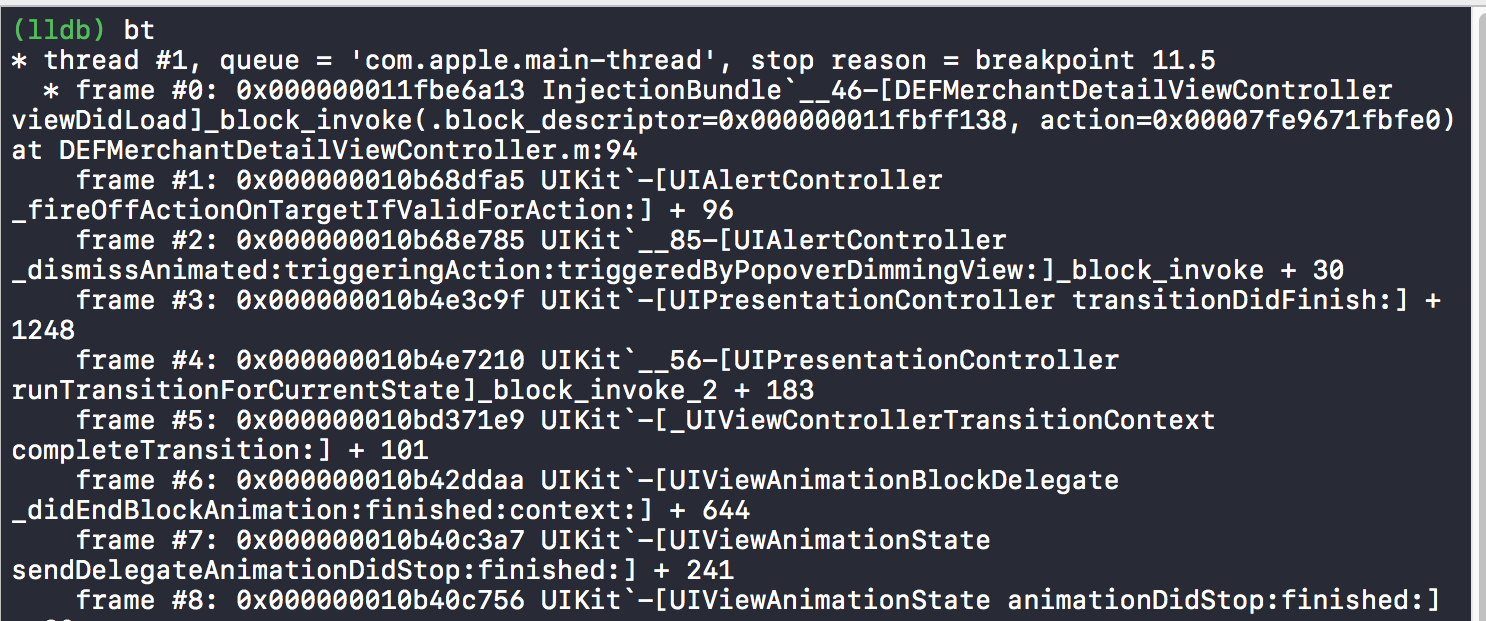 (lldb) bt
* thread #1, queue = 'com.apple.main-thread', stop reason = breakpoint 11.5
  * frame #0: 0x000000011fbe6a13 InjectionBundle`__46-[DEFMerchantDetailViewController
viewDidLoad]_block_invoke(.block_descriptor=0x000000011fbff138, action=0x00007fe9671fbfe0)
at DEFMerchantDetailViewController.m:94
    frame #1: 0x000000010b68dfa5 UIKit`-[UIAlertController
_fireOffActionOnTargetIfValidForAction:] + 96
    frame #2: 0x000000010b68e785 UIKit`__85-[UIAlertController
_dismissAnimated:triggeringAction:triggeredByPopoverDimmingView:]_block_invoke + 30
    frame #3: 0x000000010b4e3c9f UIKit`-[UIPresentationController transitionDidFinish:] +
1248
    frame #4: 0x000000010b4e7210 UIKit`__56-[UIPresentationController
runTransitionForCurrentState]_block_invoke_2 + 183
    frame #5: 0x000000010bd371e9 UIKit`-[_UIViewControllerTransitionContext
completeTransition:] + 101
    frame #6: 0x000000010b42ddaa UIKit`-[UIViewAnimationBlockDelegate
_didEndBlockAnimation:finished:context:] + 644
    frame #7: 0x000000010b40c3a7 UIKit`-[UIViewAnimationState
sendDelegateAnimationDidStop:finished:] + 241
    frame #8: 0x000000010b40c756 UIKit`-[UIViewAnimationState animationDidStop:finished:]